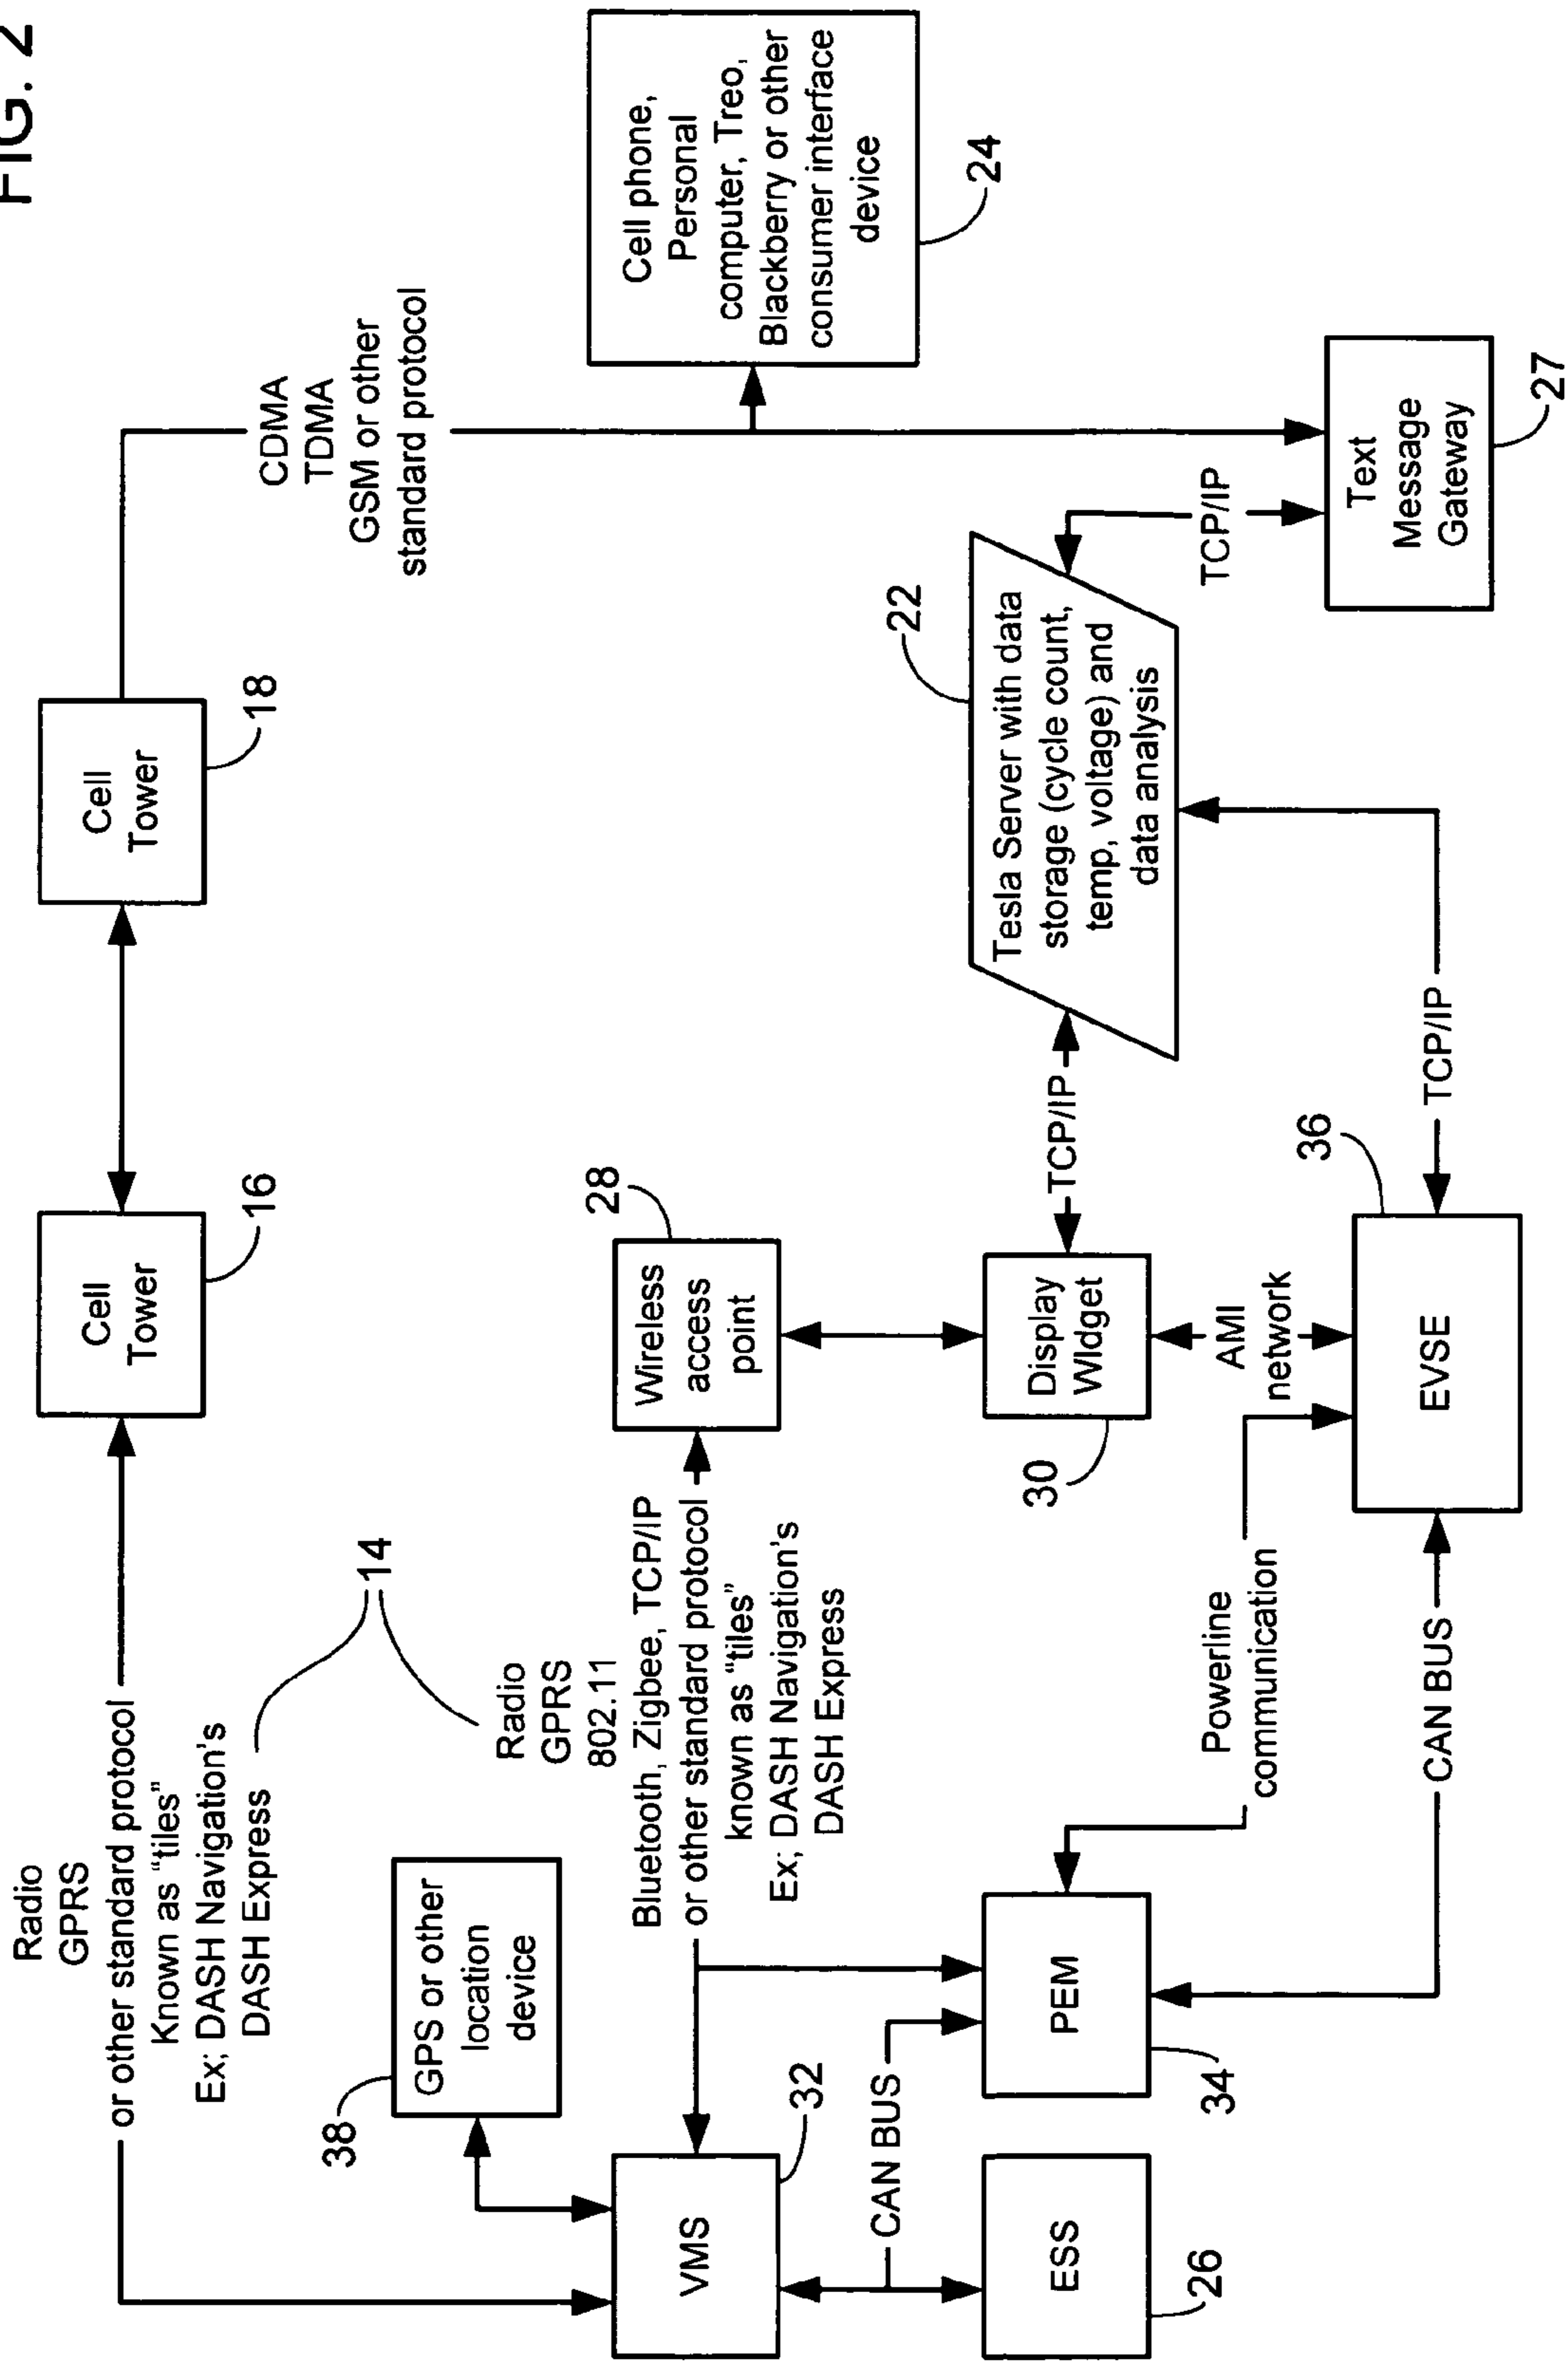 FIG. 2
Radio
GPRS
or other standard protocol
Known as “tiles”
Ex; DASH Navigation's
DASH Express
14
Cell
Tower
16
Cell
Tower
18
CDMA
TDMA
GSM or other
standard protocol
GPS or other
location
device
38
Radio
GPRS
802.11
Bluetooth, Zigbee, TCP/IP
or other standard protocol
known as “tiles”
Ex; DASH Navigation's
DASH Express
Wireless
access
point
28
Cell phone,
Personal
computer, Treo,
Blackberry or other
consumer interface
device
24
VMS
32
CAN BUS
ESS
26
PEM
34
Display
WIdget
30
TCP/IP
Tesla Server with data
storage (cycle count,
temp, voltage) and
data analysis
22
TCP/IP
Text
Message
Gateway
27
Powerline
communication
AMI
network
CAN BUS
EVSE
36
TCP/IP